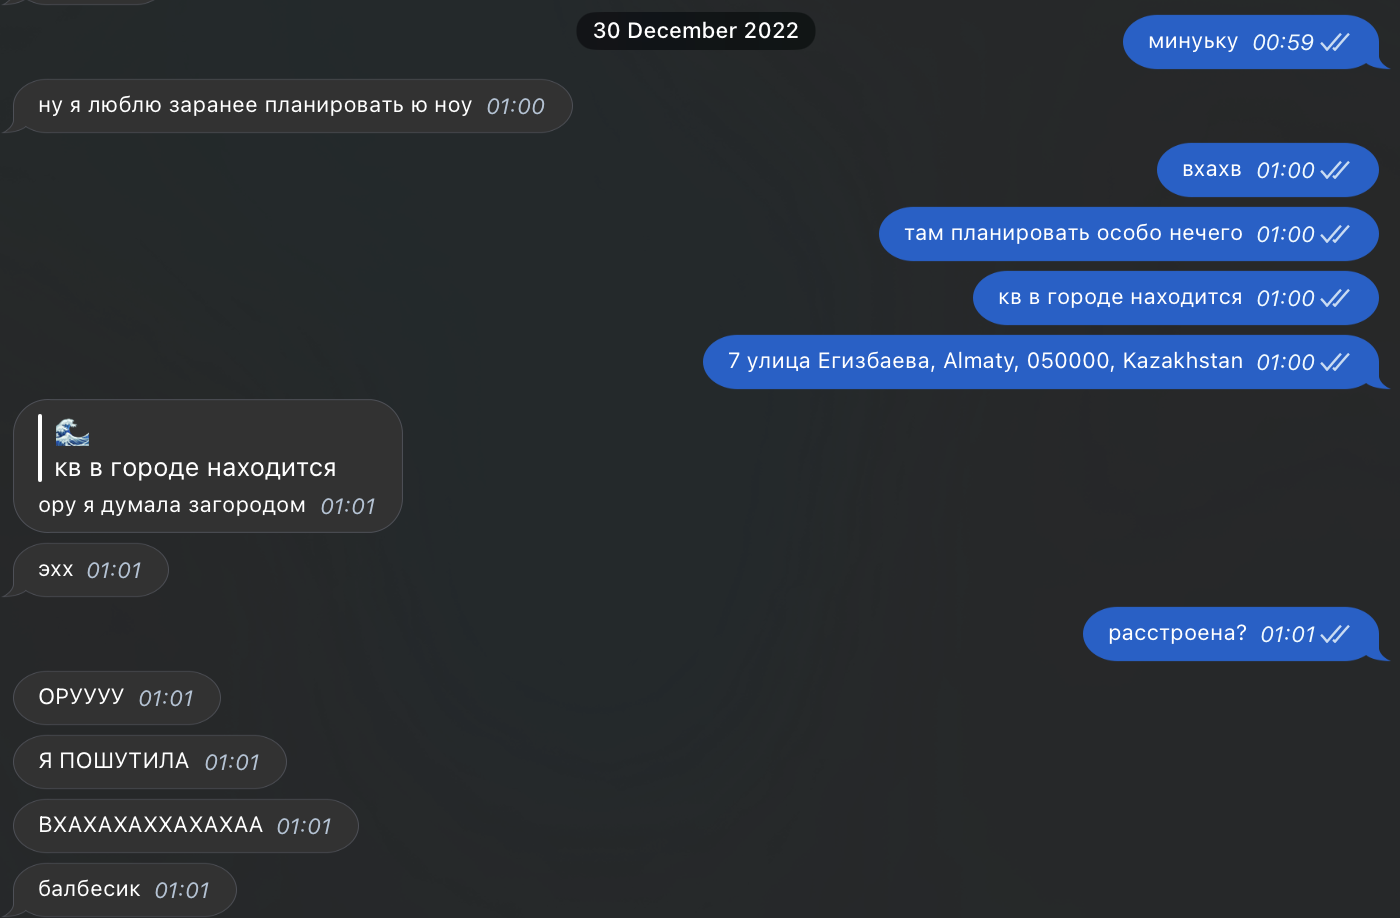 30 December 2022
минуьку 00:59
ну я люблю заранее планировать ю ноу 01:00
вхахв 01:00
там планировать особо нечего 01:00
кв в городе находится 01:00
7 улица Егизбаева, Almaty, 050000, Kazakhstan 01:00
🌊
кв в городе находится
ору я думала загородом 01:01
эхх 01:01
расстроена? 01:01
ОРУУУУ 01:01
Я ПОШУТИЛА 01:01
ВХАХАХАХХАХАХАА 01:01
балбесик 01:01